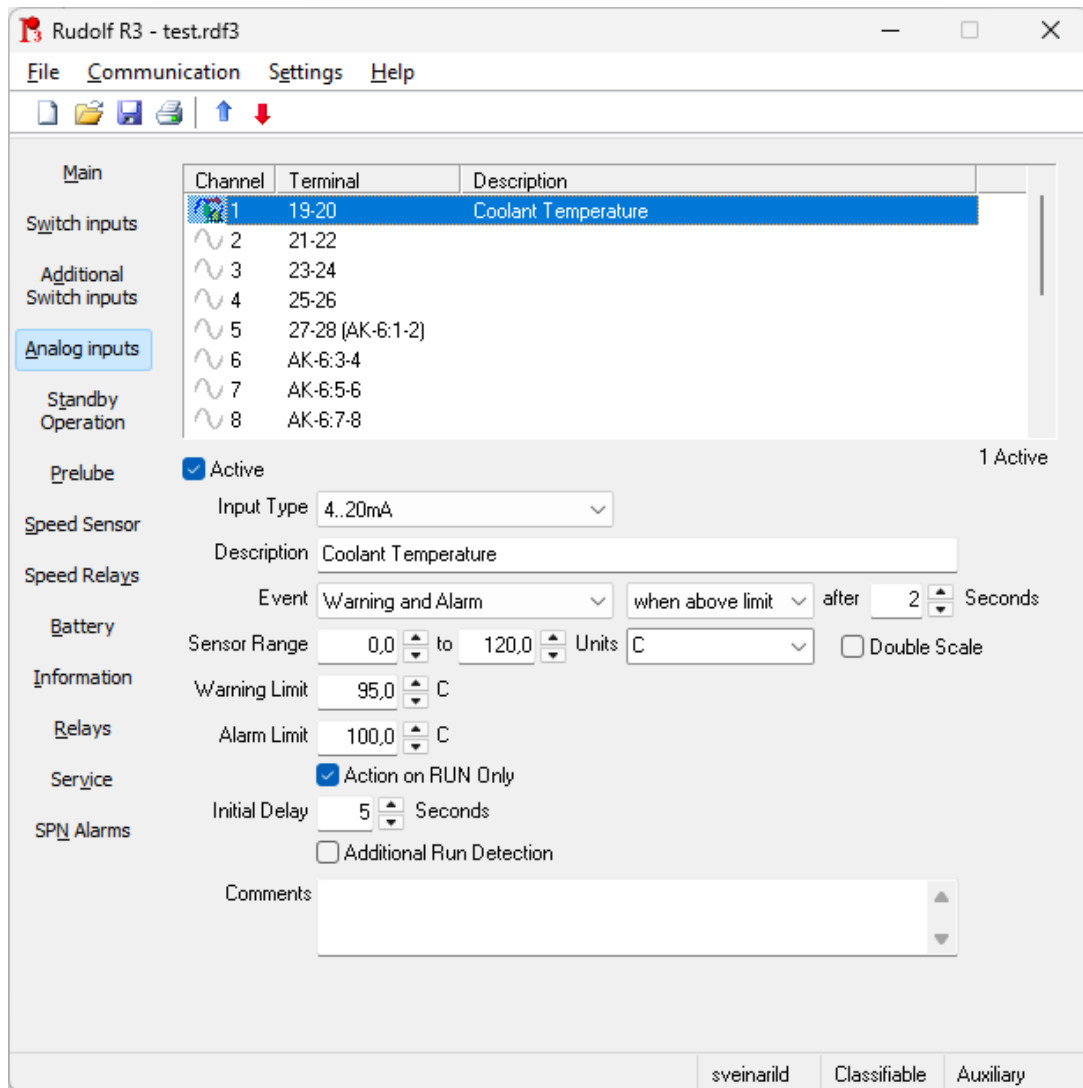 Rudolf R3 - test.rdf3
File Communication Settings Help
Main
Switch inputs
Additional
Switch inputs
Analog inputs
Standby
Operation
Prelube
Speed Sensor
Speed Relays
Battery
Information
Relays
Service
SPN Alarms
Channel Terminal Description
1 19-20 Coolant Temperature
2 21-22
3 23-24
4 25-26
5 27-28 (AK-6:1-2)
6 AK-6:3-4
7 AK-6:5-6
8 AK-6:7-8
1 Active
Active
Input Type 4..20mA
Description Coolant Temperature
Event Warning and Alarm when above limit after 2 Seconds
Sensor Range 0,0 to 120,0 Units C Double Scale
Warning Limit 95,0 C
Alarm Limit 100,0 C
Action on RUN Only
Initial Delay 5 Seconds
Additional Run Detection
Comments
sveinarild Classifiable Auxiliary